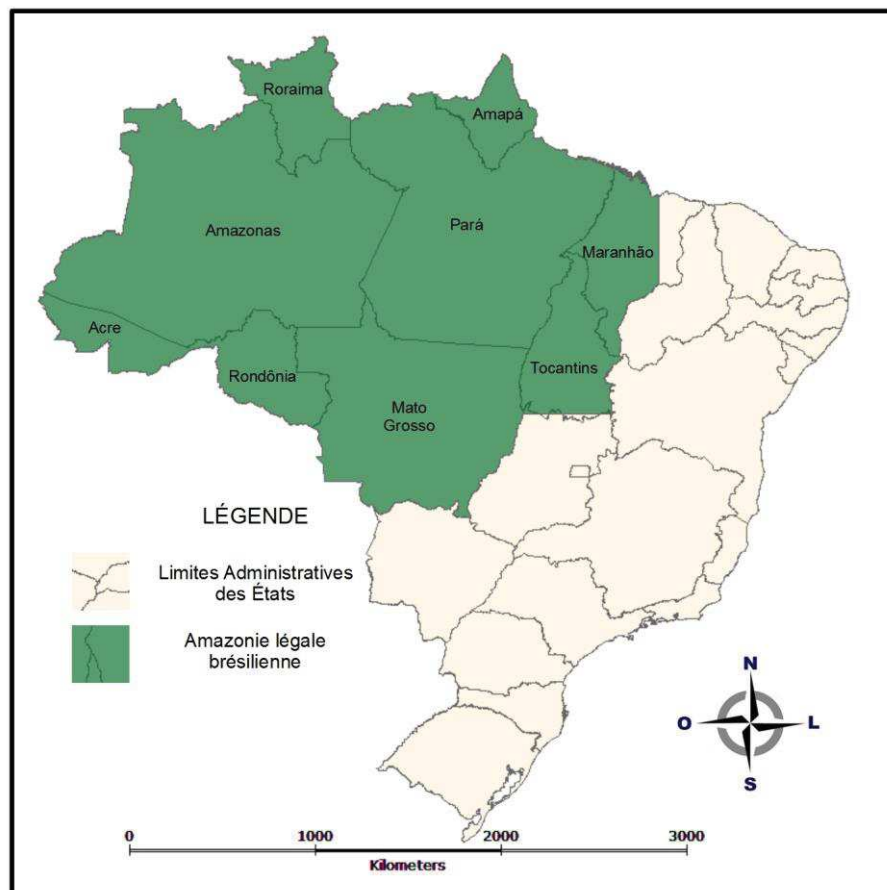 Roraima
Amapá
Amazonas
Pará
Maranhão
Acre
Rondônia
Tocantins
Mato
Grosso
LÉGENDE
Limites Administratives
des États
Amazonie légale
brésilienne
N
O
L
S
0 1000 2000 3000
Kilometers